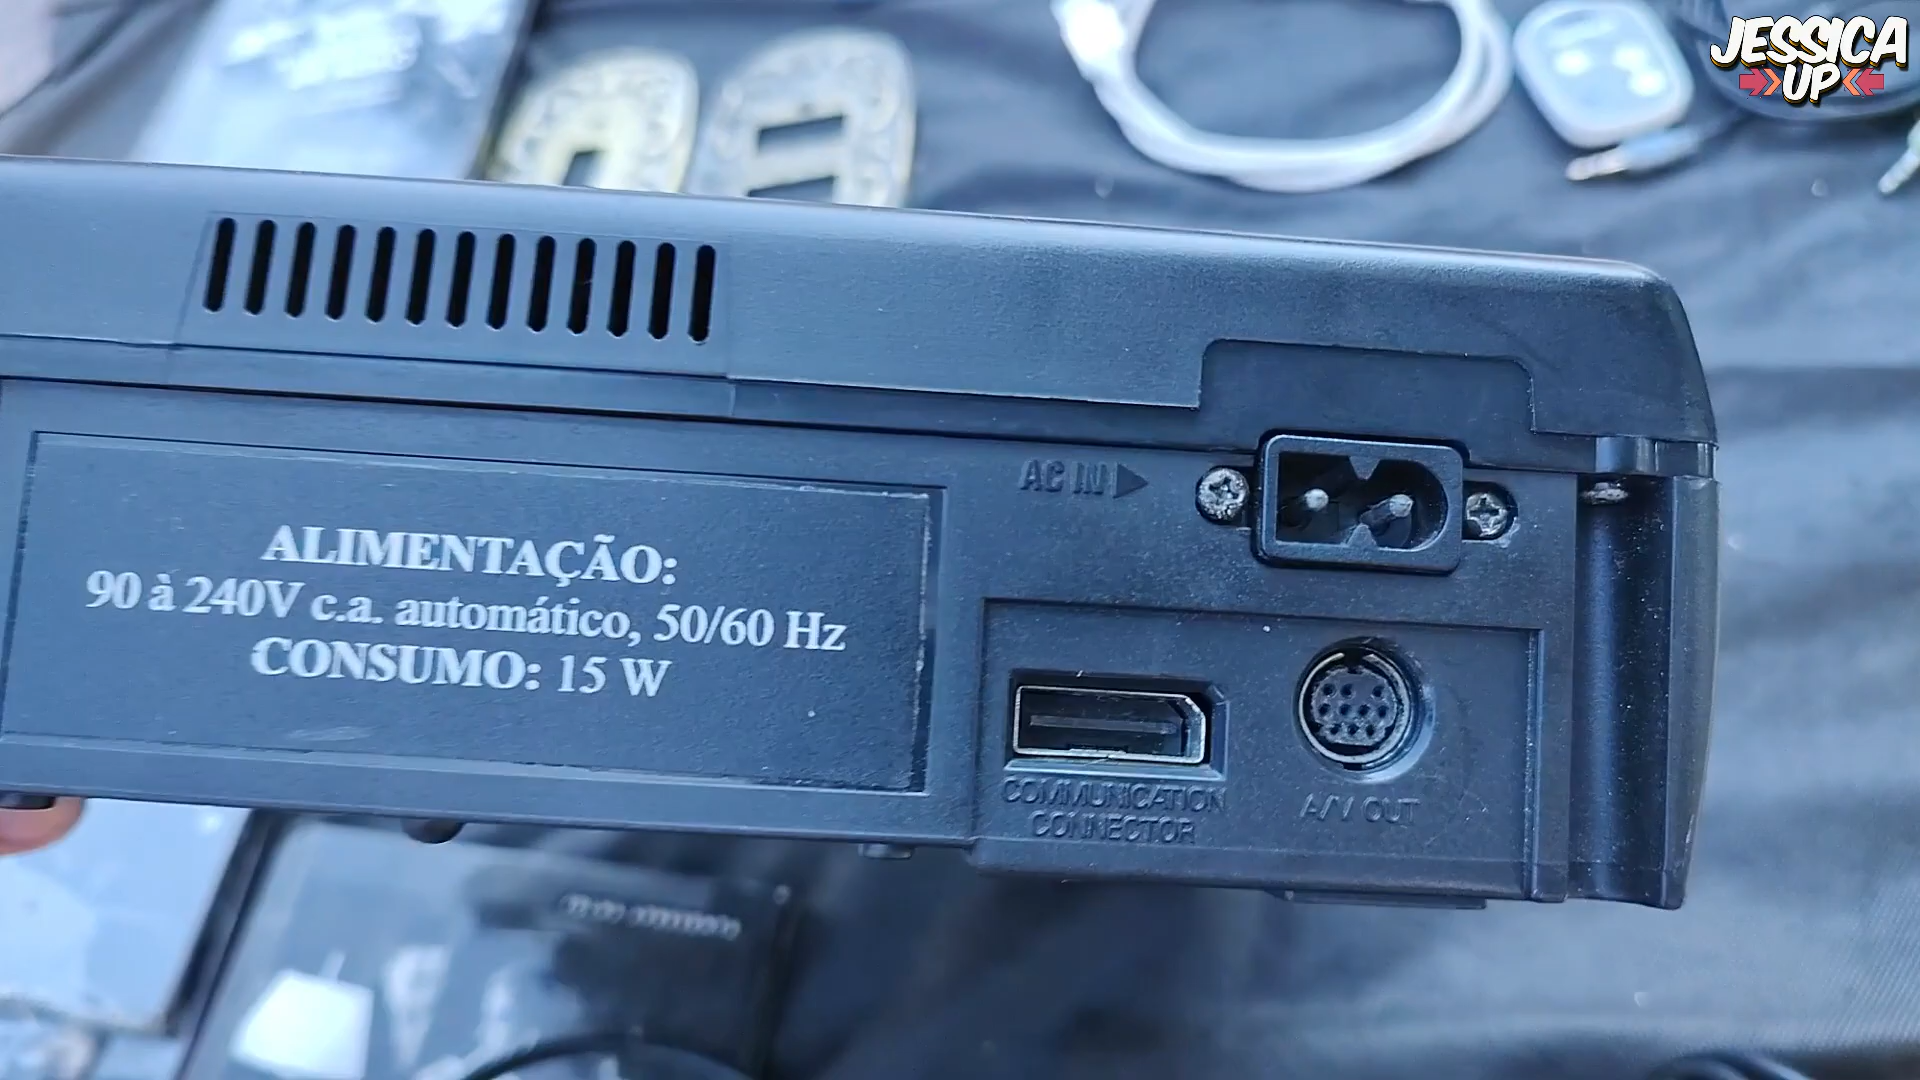 JESSICA
UP
AC IN
ALIMENTAÇÃO:
90 à 240V c.a. automático, 50/60 Hz
CONSUMO: 15 W
COMMUNICATION
CONNECTOR
A/V OUT